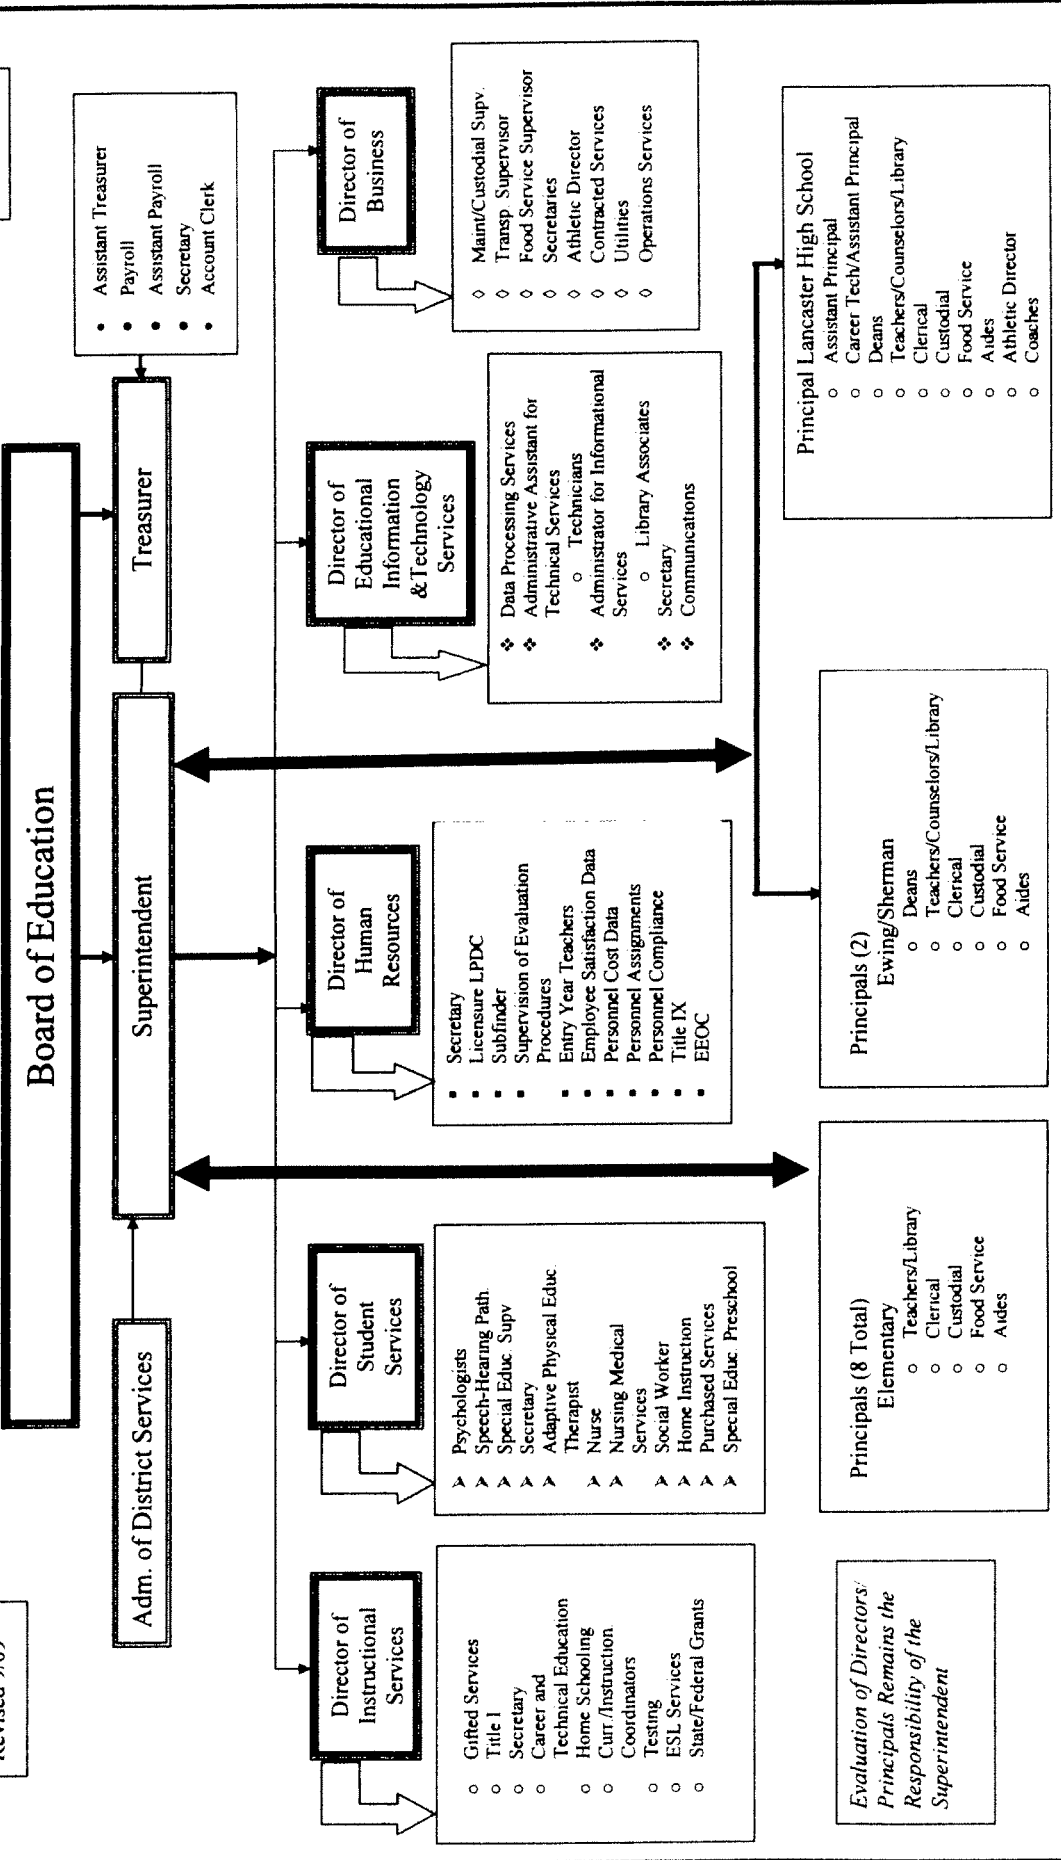 Board of Education
Adm. of District Services
Superintendent
Treasurer
• Assistant Treasurer
• Payroll
• Assistant Payroll
• Secretary
• Account Clerk
Director of
Instructional
Services
Director of
Student
Services
Director of
Human
Resources
Director of
Educational
Information
&Technology
Services
Director of
Business
○ Gifted Services
○ Title I
○ Secretary
○ Career and
Technical Education
○ Home Schooling
○ Curr./Instruction
Coordinators
○ Testing
○ ESL Services
○ State/Federal Grants
➢ Psychologists
➢ Speech-Hearing Path.
➢ Special Educ. Supv
➢ Secretary
➢ Adaptive Physical Educ.
Therapist
➢ Nurse
➢ Nursing Medical
Services
➢ Social Worker
➢ Home Instruction
➢ Purchased Services
➢ Special Educ. Preschool
▪ Secretary
▪ Licensure LPDC
▪ Subfinder
▪ Supervision of Evaluation
Procedures
▪ Entry Year Teachers
▪ Employee Satisfaction Data
▪ Personnel Cost Data
▪ Personnel Assignments
▪ Personnel Compliance
▪ Title IX
▪ EEOC
❖ Data Processing Services
❖ Administrative Assistant for
Technical Services
○ Technicians
❖ Administrator for Informational
Services
○ Library Associates
❖ Secretary
❖ Communications
◊ Maint/Custodial Supv.
◊ Transp. Supervisor
◊ Food Service Supervisor
◊ Secretaries
◊ Athletic Director
◊ Contracted Services
◊ Utilities
◊ Operations Services
Evaluation of Directors/
Principals Remains the
Responsibility of the
Superintendent
Principals (8 Total)
Elementary
○ Teachers/Library
○ Clerical
○ Custodial
○ Food Service
○ Aides
Principals (2)
Ewing/Sherman
○ Deans
○ Teachers/Counselors/Library
○ Clerical
○ Custodial
○ Food Service
○ Aides
Principal Lancaster High School
○ Assistant Principal
○ Career Tech/Assistant Principal
○ Deans
○ Teachers/Counselors/Library
○ Clerical
○ Custodial
○ Food Service
○ Aides
○ Athletic Director
○ Coaches